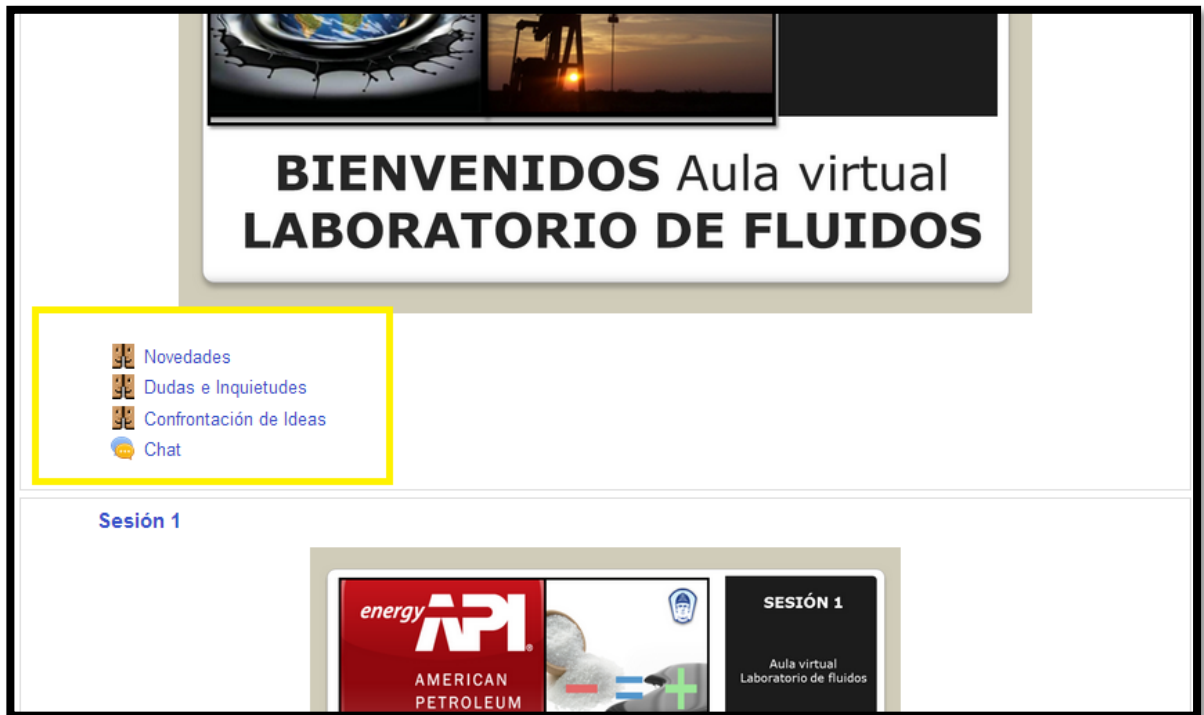 BIENVENIDOS Aula virtual
LABORATORIO DE FLUIDOS
Novedades
Dudas e Inquietudes
Confrontación de Ideas
Chat
Sesión 1
energy API®
AMERICAN
PETROLEUM
SESIÓN 1
Aula virtual
Laboratorio de fluidos